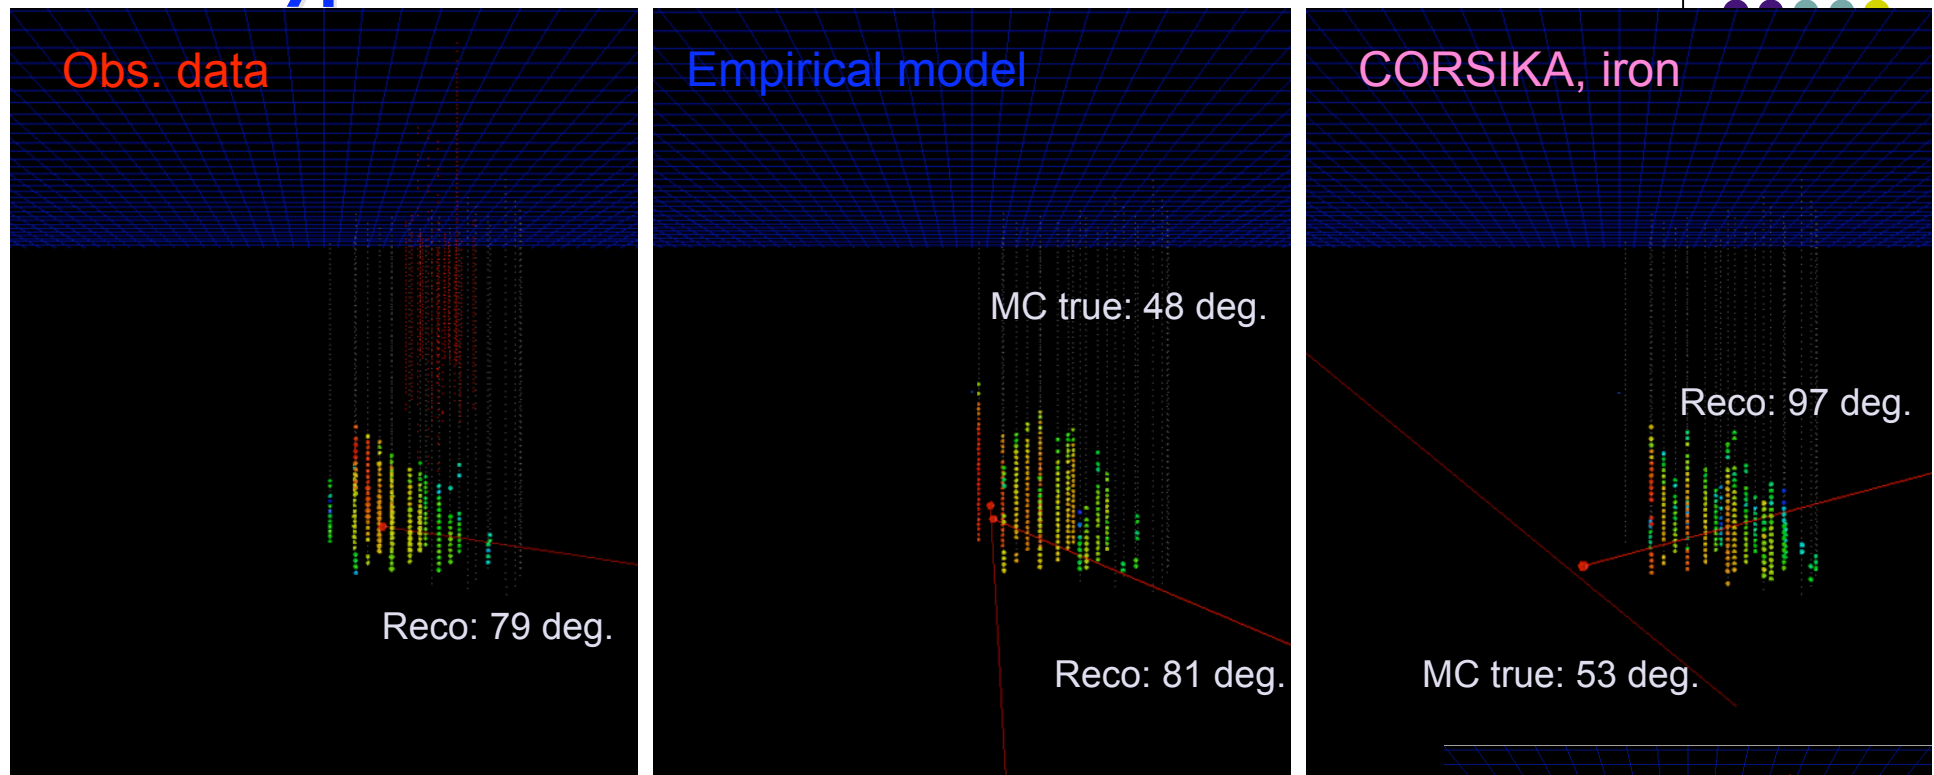 Obs. data
Empirical model
CORSIKA, iron
MC true: 48 deg.
Reco: 97 deg.
Reco: 79 deg.
Reco: 81 deg.
MC true: 53 deg.